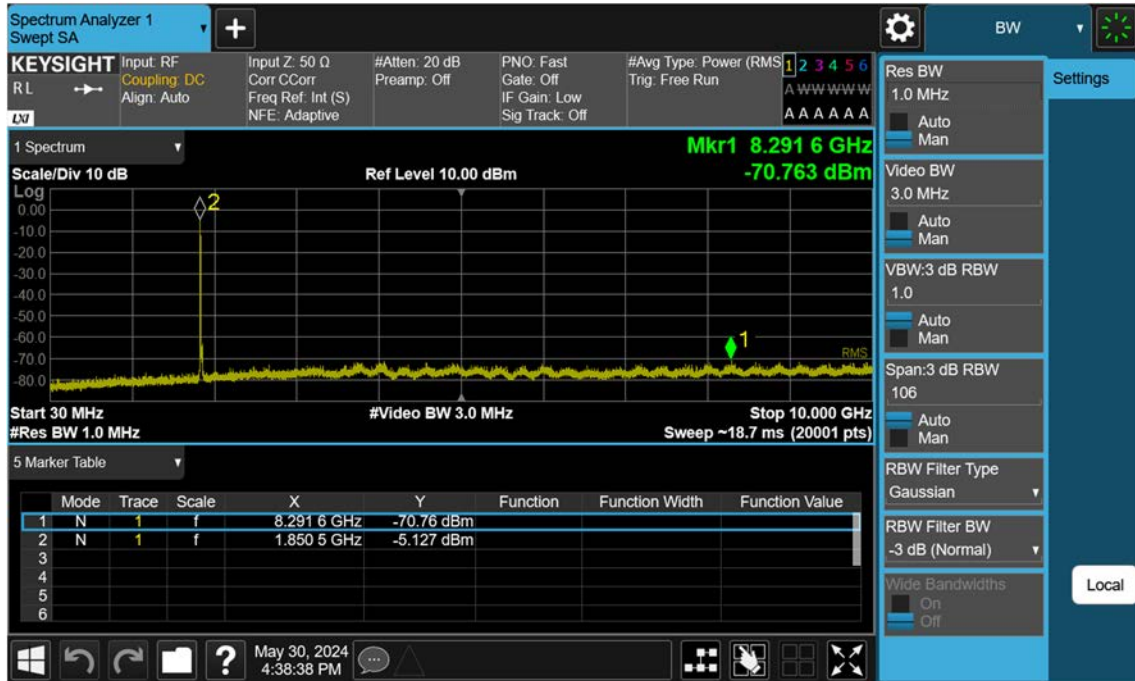 Spectrum Analyzer 1
Swept SA
BW
KEYSIGHT
RL
LXI
Input: RF
Coupling: DC
Align: Auto
Input Z: 50 Ω
Corr CCorr
Freq Ref: Int (S)
NFE: Adaptive
#Atten: 20 dB
Preamp: Off
PNO: Fast
Gate: Off
IF Gain: Low
Sig Track: Off
#Avg Type: Power (RMS
Trig: Free Run
1 2 3 4 5 6
A W W W W W
A A A A A A
1 Spectrum
Mkr1 8.291 6 GHz
-70.763 dBm
Scale/Div 10 dB
Ref Level 10.00 dBm
Log
0.00
-10.0
-20.0
-30.0
-40.0
-50.0
-60.0
-70.0
-80.0
2
1
RMS
Start 30 MHz
#Video BW 3.0 MHz
Stop 10.000 GHz
#Res BW 1.0 MHz
Sweep ~18.7 ms (20001 pts)
5 Marker Table
Mode Trace Scale X Y Function Function Width Function Value
1 N 1 f 8.291 6 GHz -70.76 dBm
2 N 1 f 1.850 5 GHz -5.127 dBm
3
4
5
6
?
May 30, 2024
4:38:38 PM
Res BW
1.0 MHz
Auto
Man
Video BW
3.0 MHz
Auto
Man
VBW:3 dB RBW
1.0
Auto
Man
Span:3 dB RBW
106
Auto
Man
RBW Filter Type
Gaussian
RBW Filter BW
-3 dB (Normal)
Wide Bandwidths
On
Off
Settings
Local